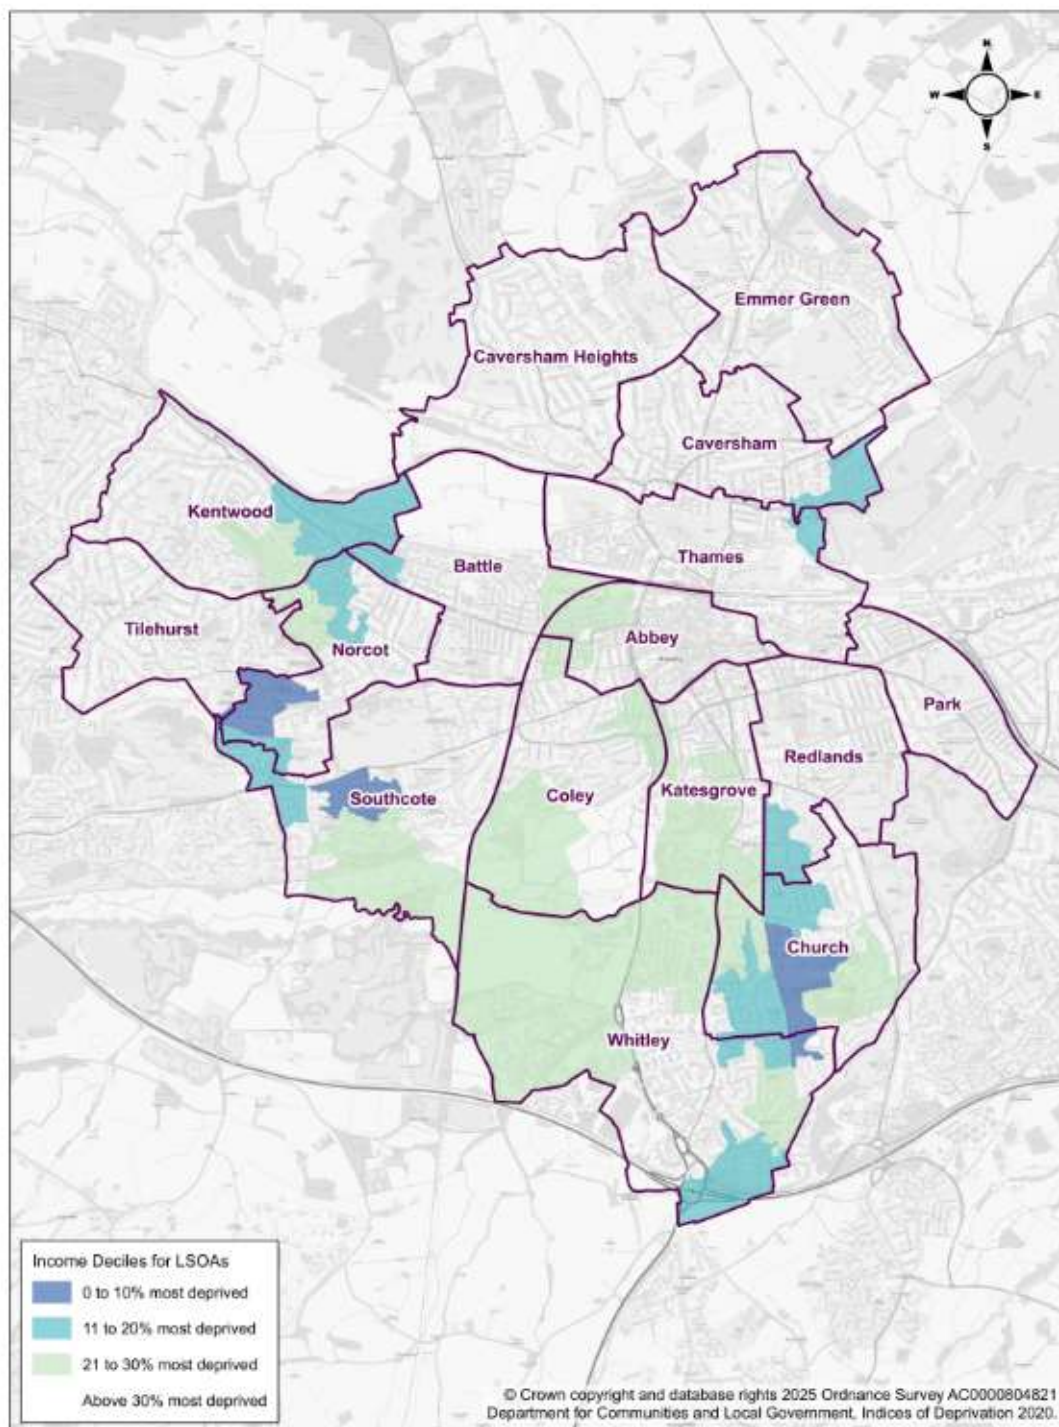 N
W E
S
Emmer Green
Caversham Heights
Caversham
Kentwood
Thames
Battle
Tilehurst
Abbey
Norcot
Park
Redlands
Southcote
Coley
Katesgrove
Church
Whitley
Income Deciles for LSOAs
0 to 10% most deprived
11 to 20% most deprived
21 to 30% most deprived
Above 30% most deprived
© Crown copyright and database rights 2025 Ordnance Survey AC0000804821
Department for Communities and Local Government, Indices of Deprivation 2020